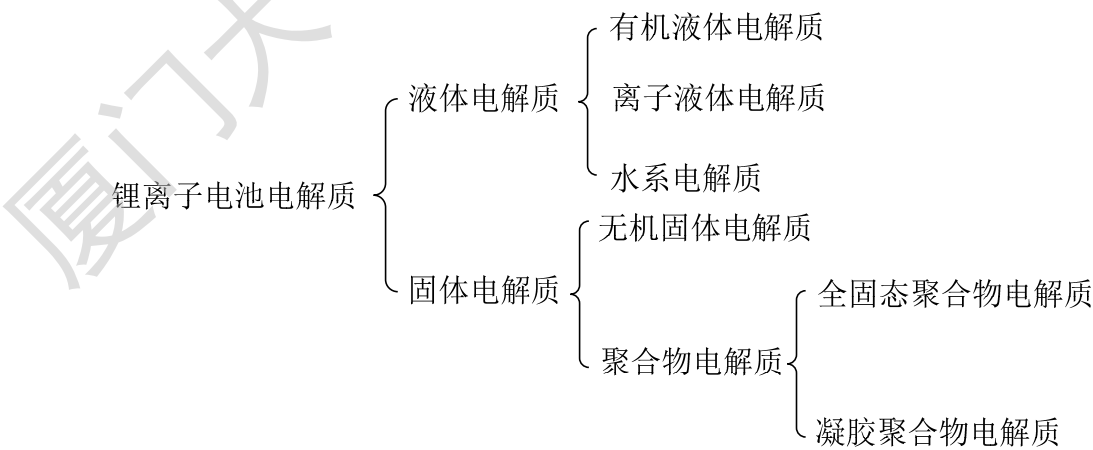 厦门大
有机液体电解质
液体电解质
离子液体电解质
水系电解质
锂离子电池电解质
无机固体电解质
固体电解质
全固态聚合物电解质
聚合物电解质
凝胶聚合物电解质